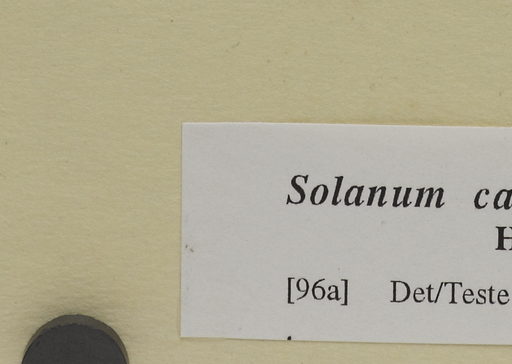 Solanum ca
H
[96a] Det/Teste